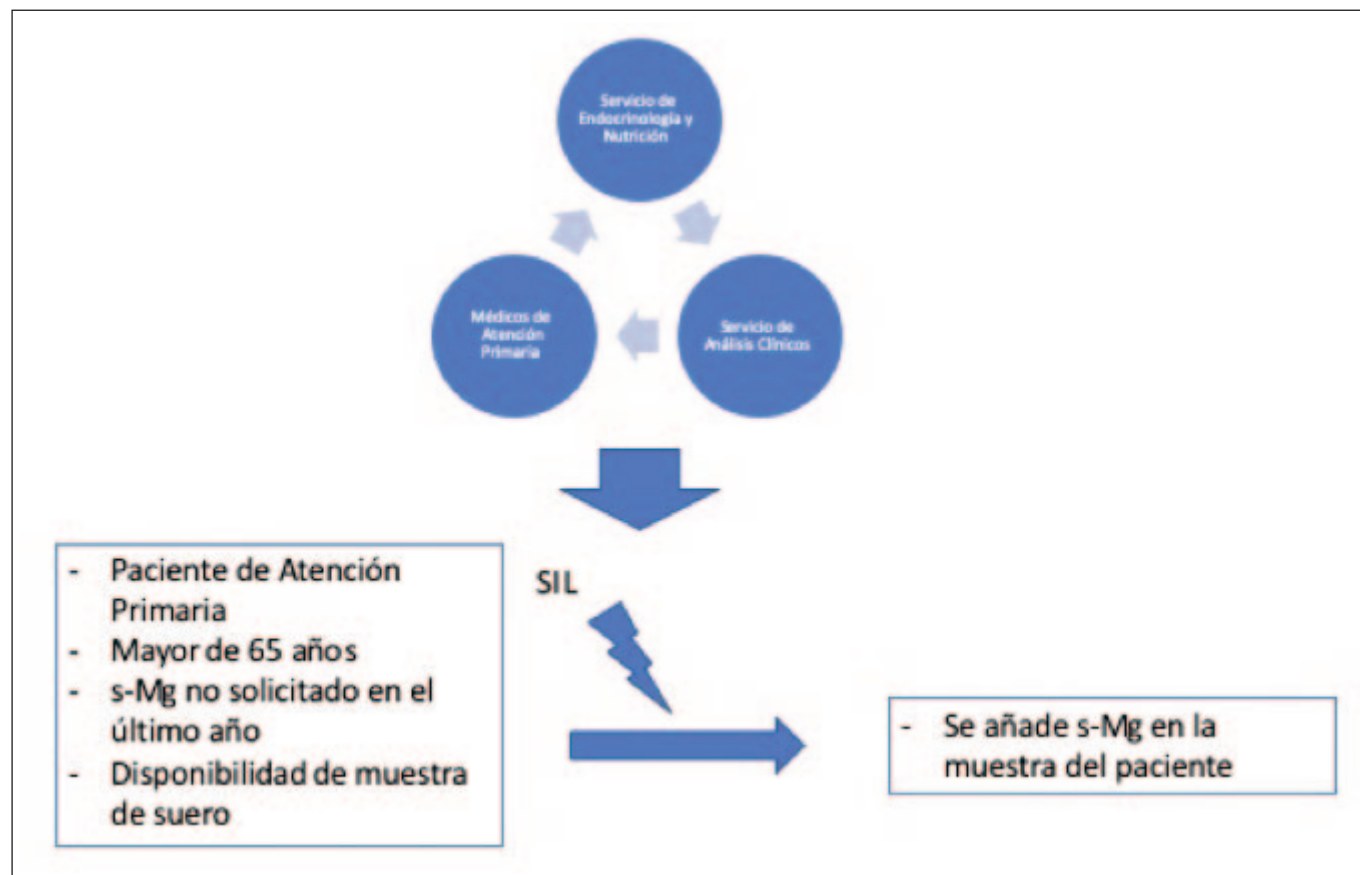 Servicio de
Endocrinología y
Nutrición
Médicos de
Atención
Primaria
Servicio de
Análisis Clínicos
- Paciente de Atención
Primaria
- Mayor de 65 años
- s-Mg no solicitado en el
último año
- Disponibilidad de muestra
de suero
SIL
- Se añade s-Mg en la
muestra del paciente